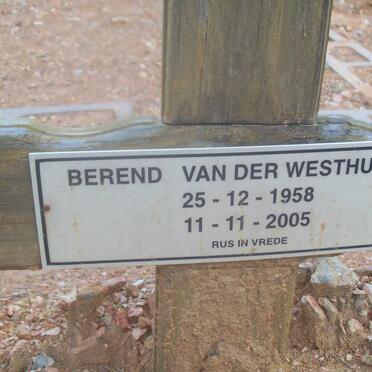 BEREND VAN DER WESTHU
25 - 12 - 1958
11 - 11 - 2005
RUS IN VREDE